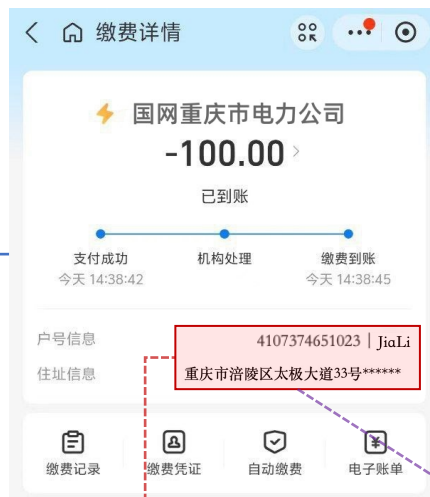 缴费详情
国网重庆市电力公司
-100.00
已到账
支付成功 机构处理 缴费到账
今天 14:38:42 今天 14:38:45
户号信息 4107374651023 | JiaLi
住址信息 重庆市涪陵区太极大道33号******
缴费记录 缴费凭证 自动缴费 电子账单